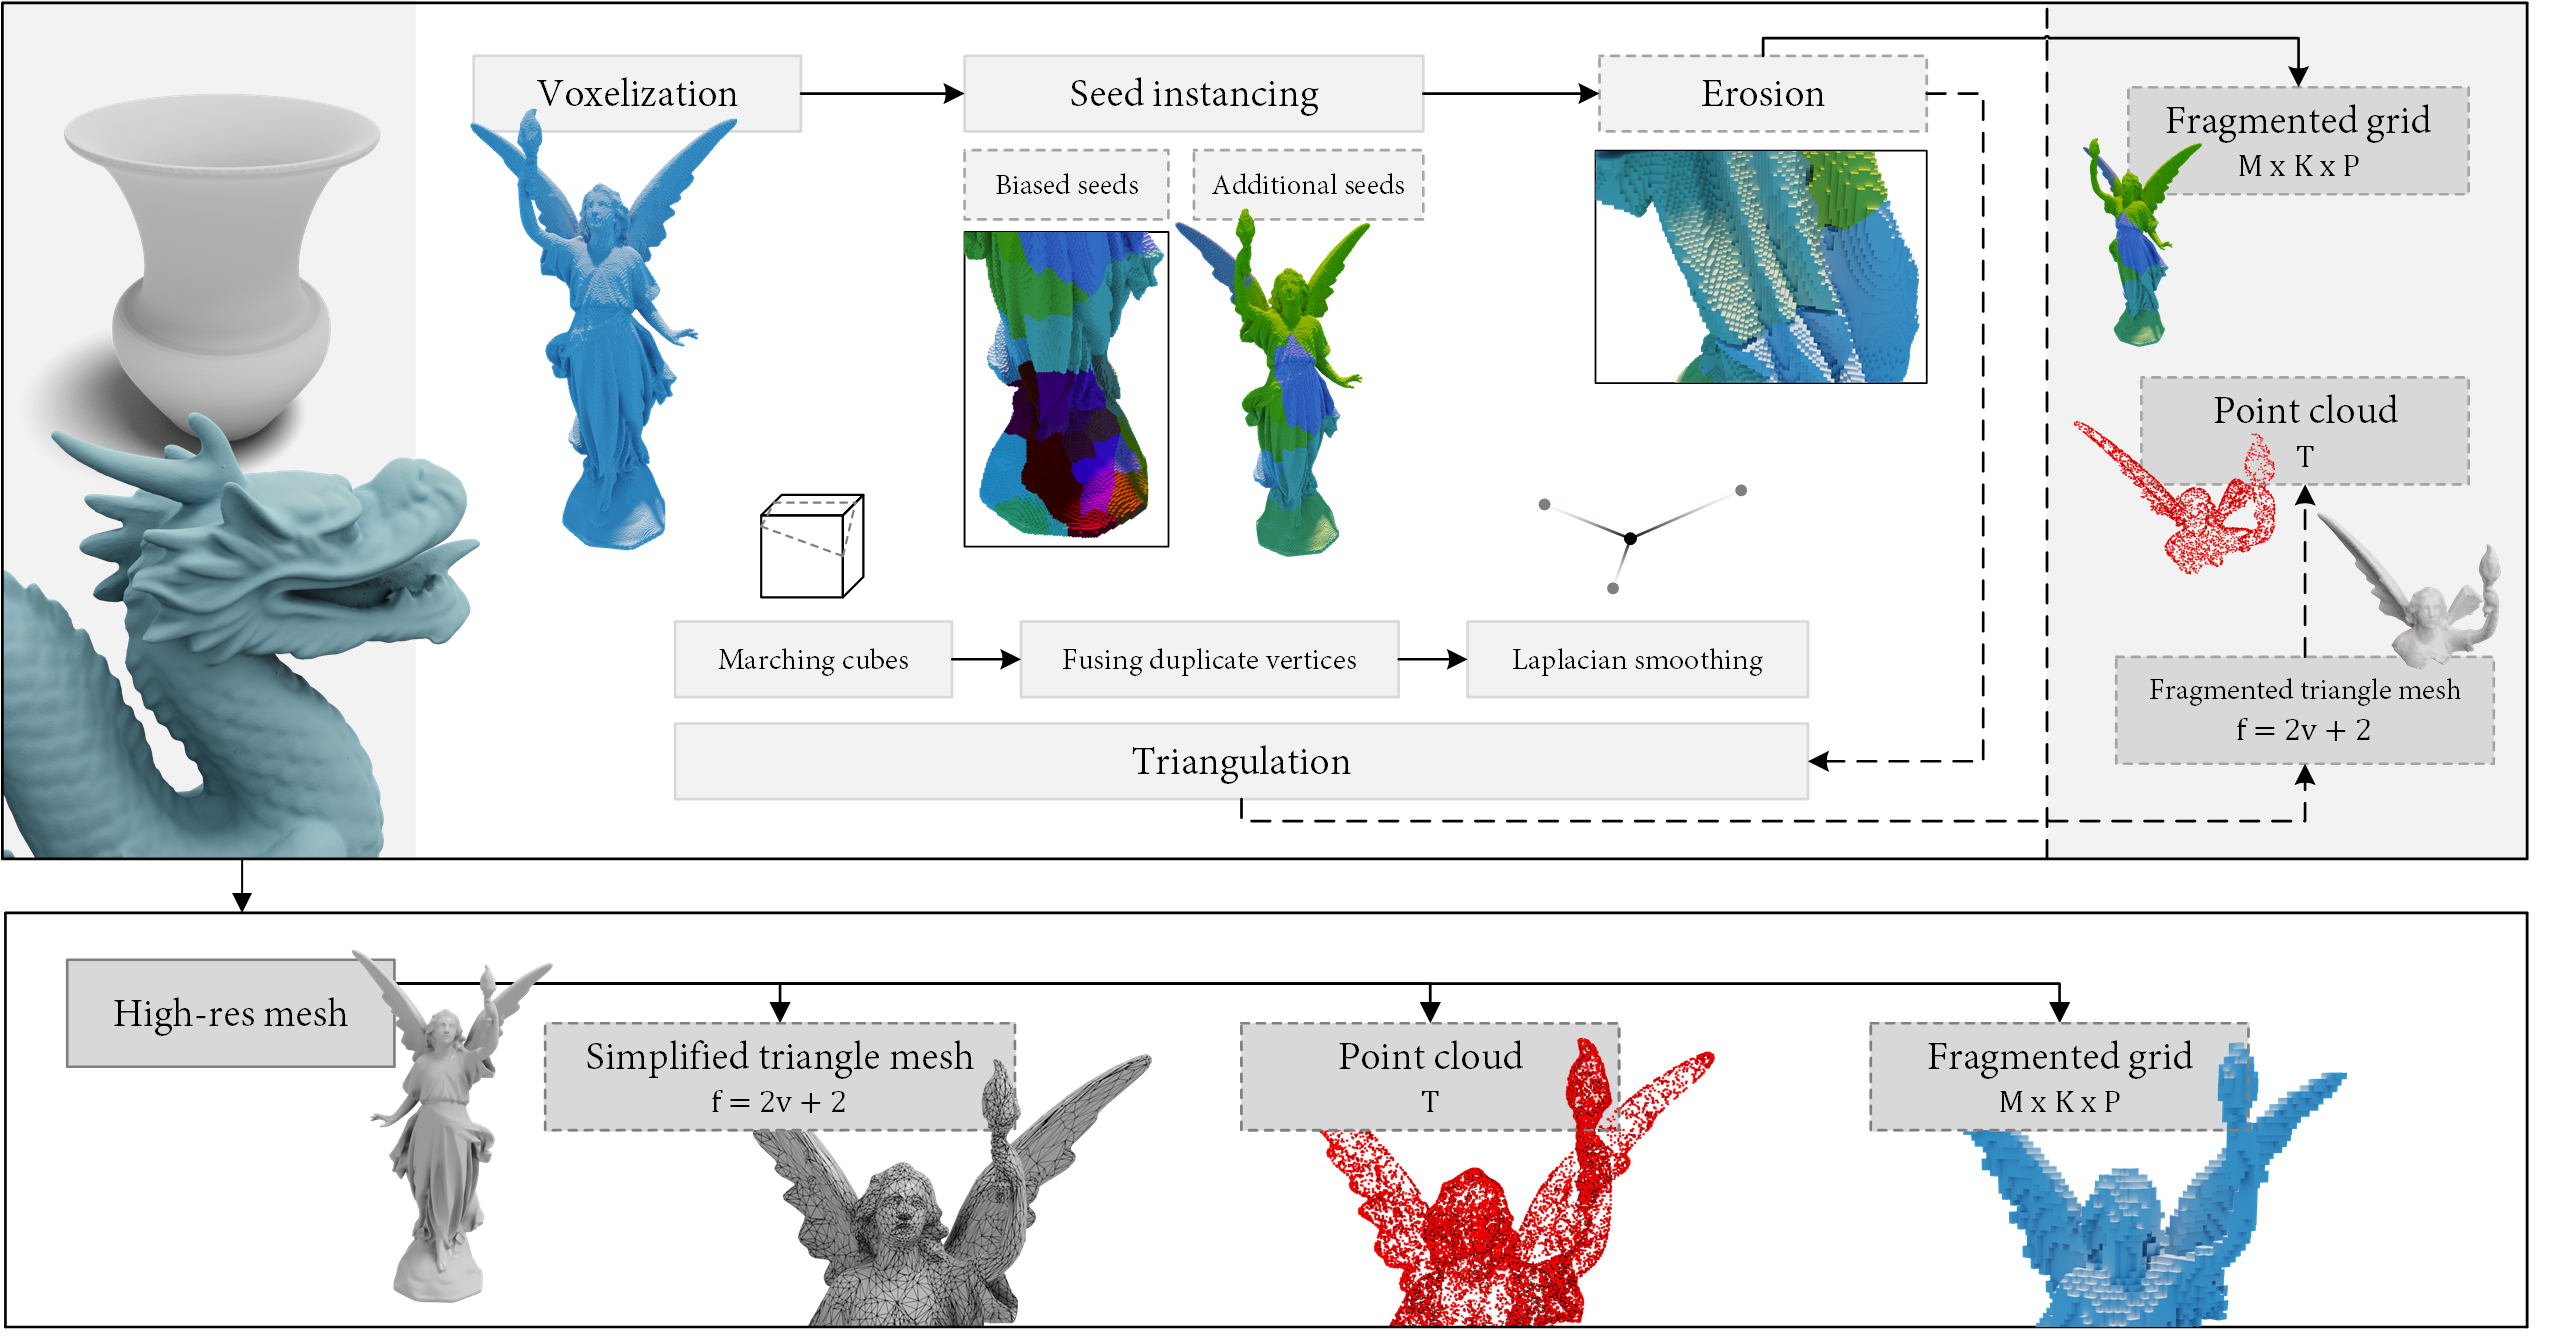 Voxelization
Seed instancing
Erosion
Biased seeds
Additional seeds
Fragmented grid
M x K x P
Point cloud
T
Marching cubes
Fusing duplicate vertices
Laplacian smoothing
Fragmented triangle mesh
f = 2v + 2
Triangulation
High-res mesh
Simplified triangle mesh
f = 2v + 2
Point cloud
T
Fragmented grid
M x K x P